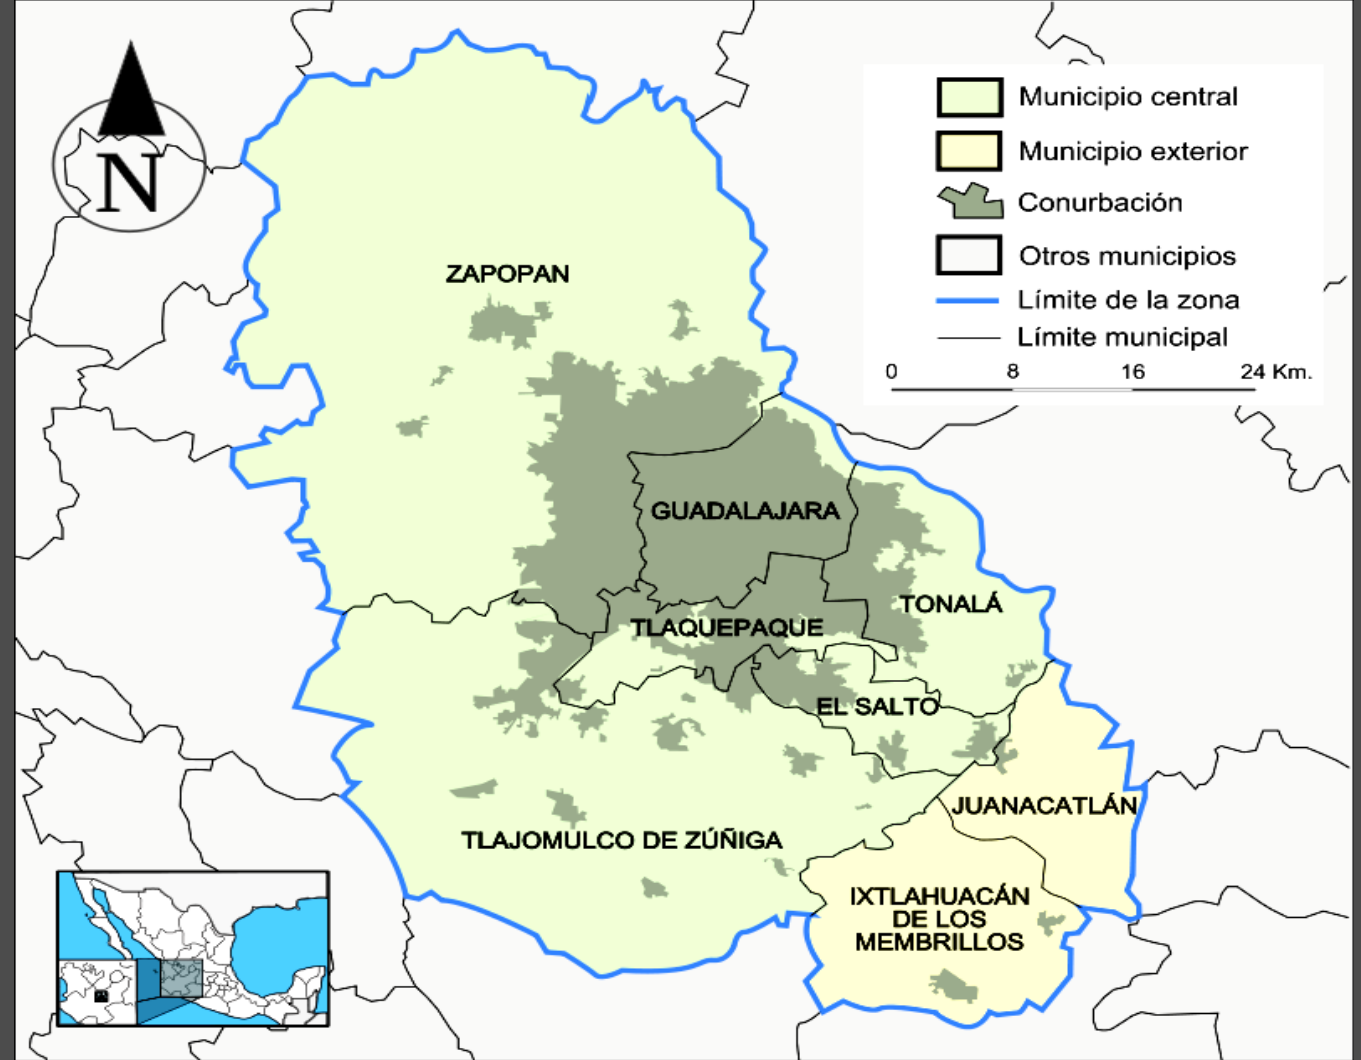 N
Municipio central
Municipio exterior
Conurbación
Otros municipios
Límite de la zona
Límite municipal
0 8 16 24 Km.
ZAPOPAN
GUADALAJARA
TONALÁ
TLAQUEPAQUE
EL SALTO
JUANACATLÁN
TLAJOMULCO DE ZÚÑIGA
IXTLAHUACÁN
DE LOS
MEMBRILLOS